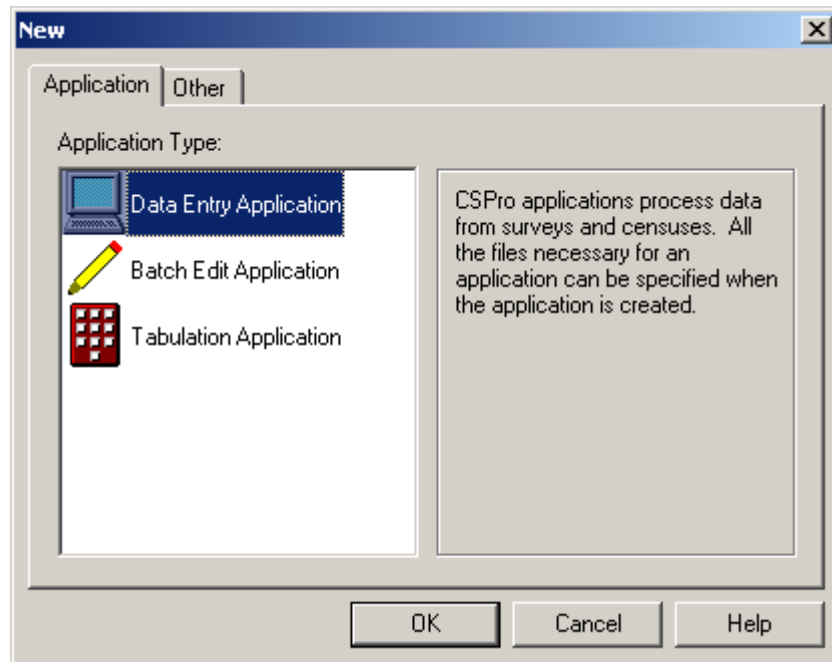 New
Application Other
Application Type:
Data Entry Application
Batch Edit Application
Tabulation Application
CSPro applications process data
from surveys and censuses. All
the files necessary for an
application can be specified when
the application is created.
OK Cancel Help